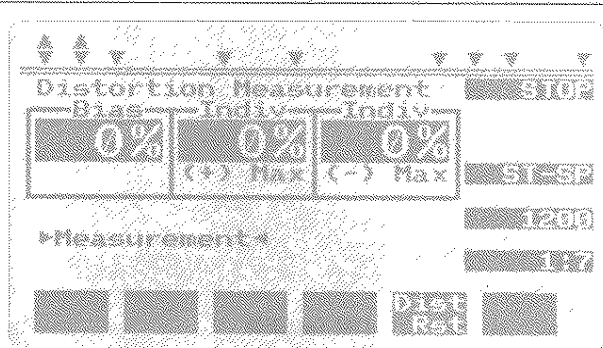 Distortion Measurement
STOP
Bias Indiv Indiv
0% 0% 0%
(+) Max (-) Max
ST-SP
1200
1:7
►Measurement◄
Dist
Rst